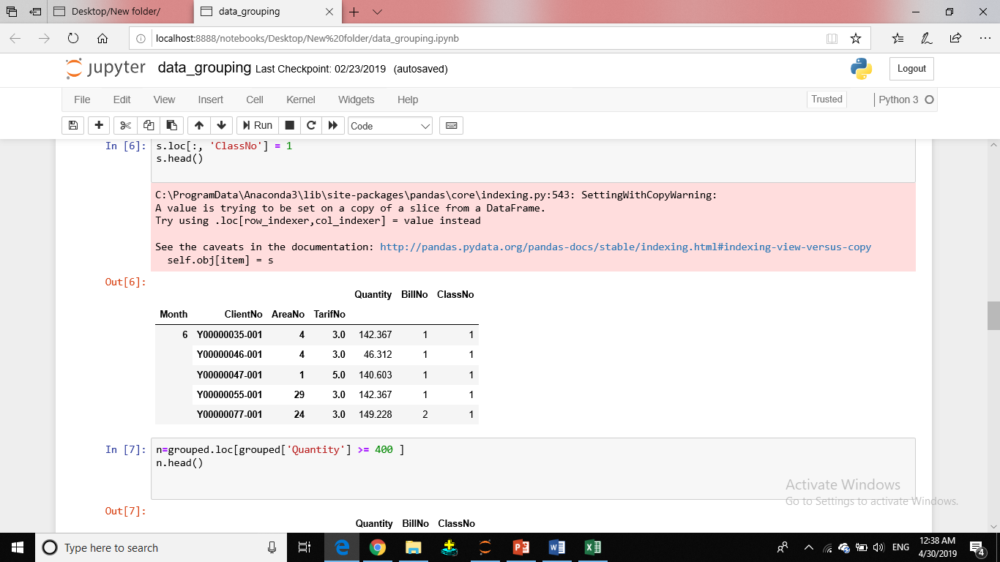 Desktop/New folder/
data_grouping
localhost:8888/notebooks/Desktop/New%20folder/data_grouping.ipynb
jupyter data_grouping Last Checkpoint: 02/23/2019 (autosaved)
Logout
File Edit View Insert Cell Kernel Widgets Help
Trusted
Python 3
Run
Code
In [6]: s.loc[:, 'ClassNo'] = 1
s.head()
C:\ProgramData\Anaconda3\lib\site-packages\pandas\core\indexing.py:543: SettingWithCopyWarning:
A value is trying to be set on a copy of a slice from a DataFrame.
Try using .loc[row_indexer,col_indexer] = value instead
See the caveats in the documentation: http://pandas.pydata.org/pandas-docs/stable/indexing.html#indexing-view-versus-copy
self.obj[item] = s
Out[6]:
Quantity BillNo ClassNo
Month ClientNo AreaNo TarifNo
6 Y00000035-001 4 3.0 142.367 1 1
Y00000046-001 4 3.0 46.312 1 1
Y00000047-001 1 5.0 140.603 1 1
Y00000055-001 29 3.0 142.367 1 1
Y00000077-001 24 3.0 149.228 2 1
In [7]: n=grouped.loc[grouped['Quantity'] >= 400 ]
n.head()
Activate Windows
Go to Settings to activate Windows.
Out[7]:
Quantity BillNo ClassNo
Type here to search
ENG
12:38 AM
4/30/2019
4